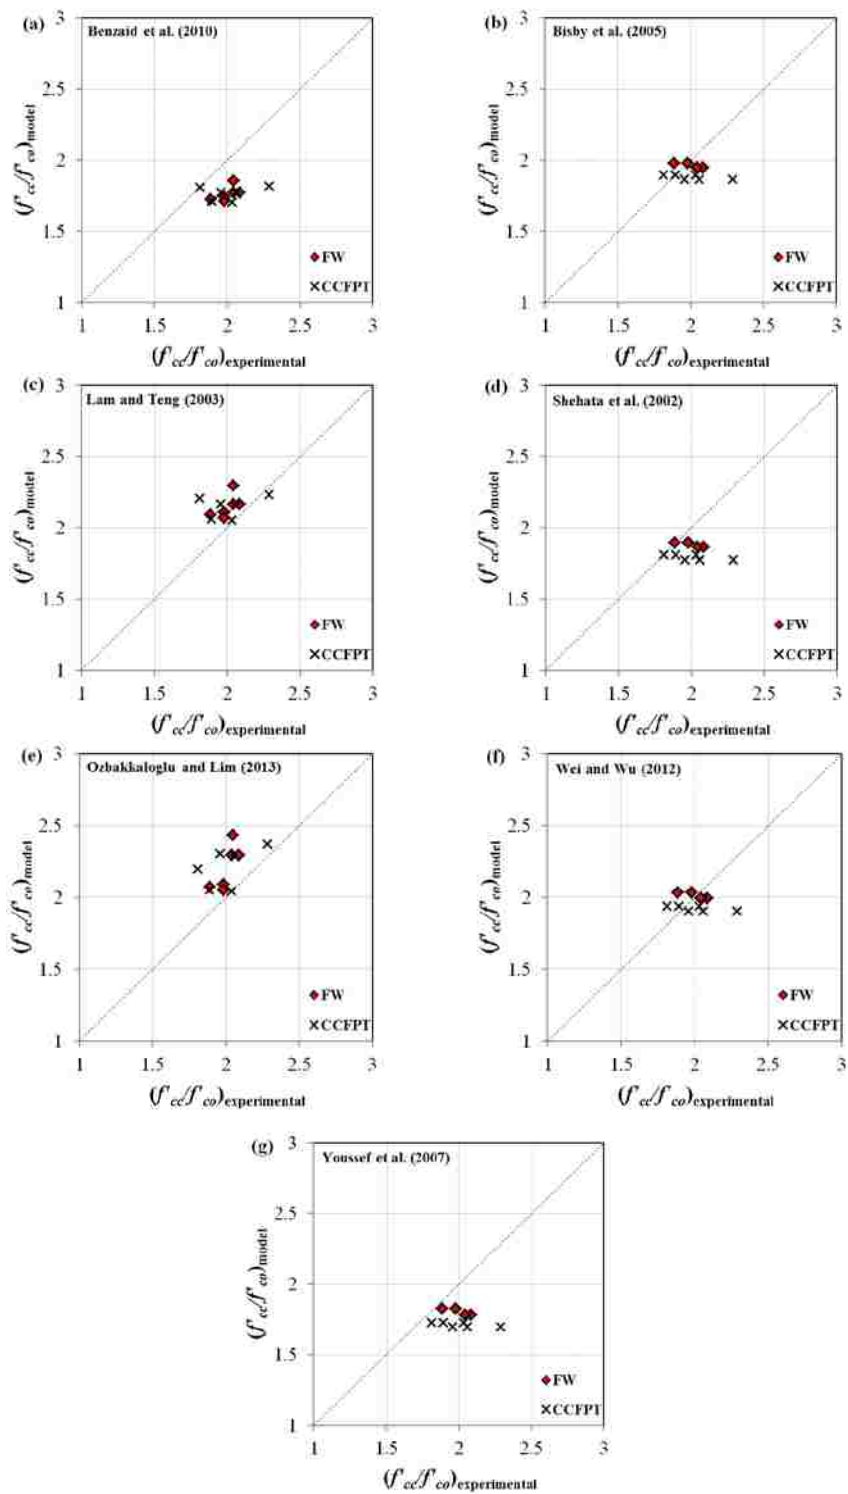 (a)
Benzaid et al. (2010)
3
2.5
2
1.5
1
(f'cc/f'co)model
FW
CCFPT
1 1.5 2 2.5 3
(f'cc/f'co)experimental
(b)
Bisby et al. (2005)
3
2.5
2
1.5
1
(f'cc/f'co)model
FW
CCFPT
1 1.5 2 2.5 3
(f'cc/f'co)experimental
(c)
Lam and Teng (2003)
3
2.5
2
1.5
1
(f'cc/f'co)model
FW
CCFPT
1 1.5 2 2.5 3
(f'cc/f'co)experimental
(d)
Shehata et al. (2002)
3
2.5
2
1.5
1
(f'cc/f'co)model
FW
CCFPT
1 1.5 2 2.5 3
(f'cc/f'co)experimental
(e)
Ozbakkaloglu and Lim (2013)
3
2.5
2
1.5
1
(f'cc/f'co)model
FW
CCFPT
1 1.5 2 2.5 3
(f'cc/f'co)experimental
(f)
Wei and Wu (2012)
3
2.5
2
1.5
1
(f'cc/f'co)model
FW
CCFPT
1 1.5 2 2.5 3
(f'cc/f'co)experimental
(g)
Youssef et al. (2007)
3
2.5
2
1.5
1
(f'cc/f'co)model
FW
CCFPT
1 1.5 2 2.5 3
(f'cc/f'co)experimental